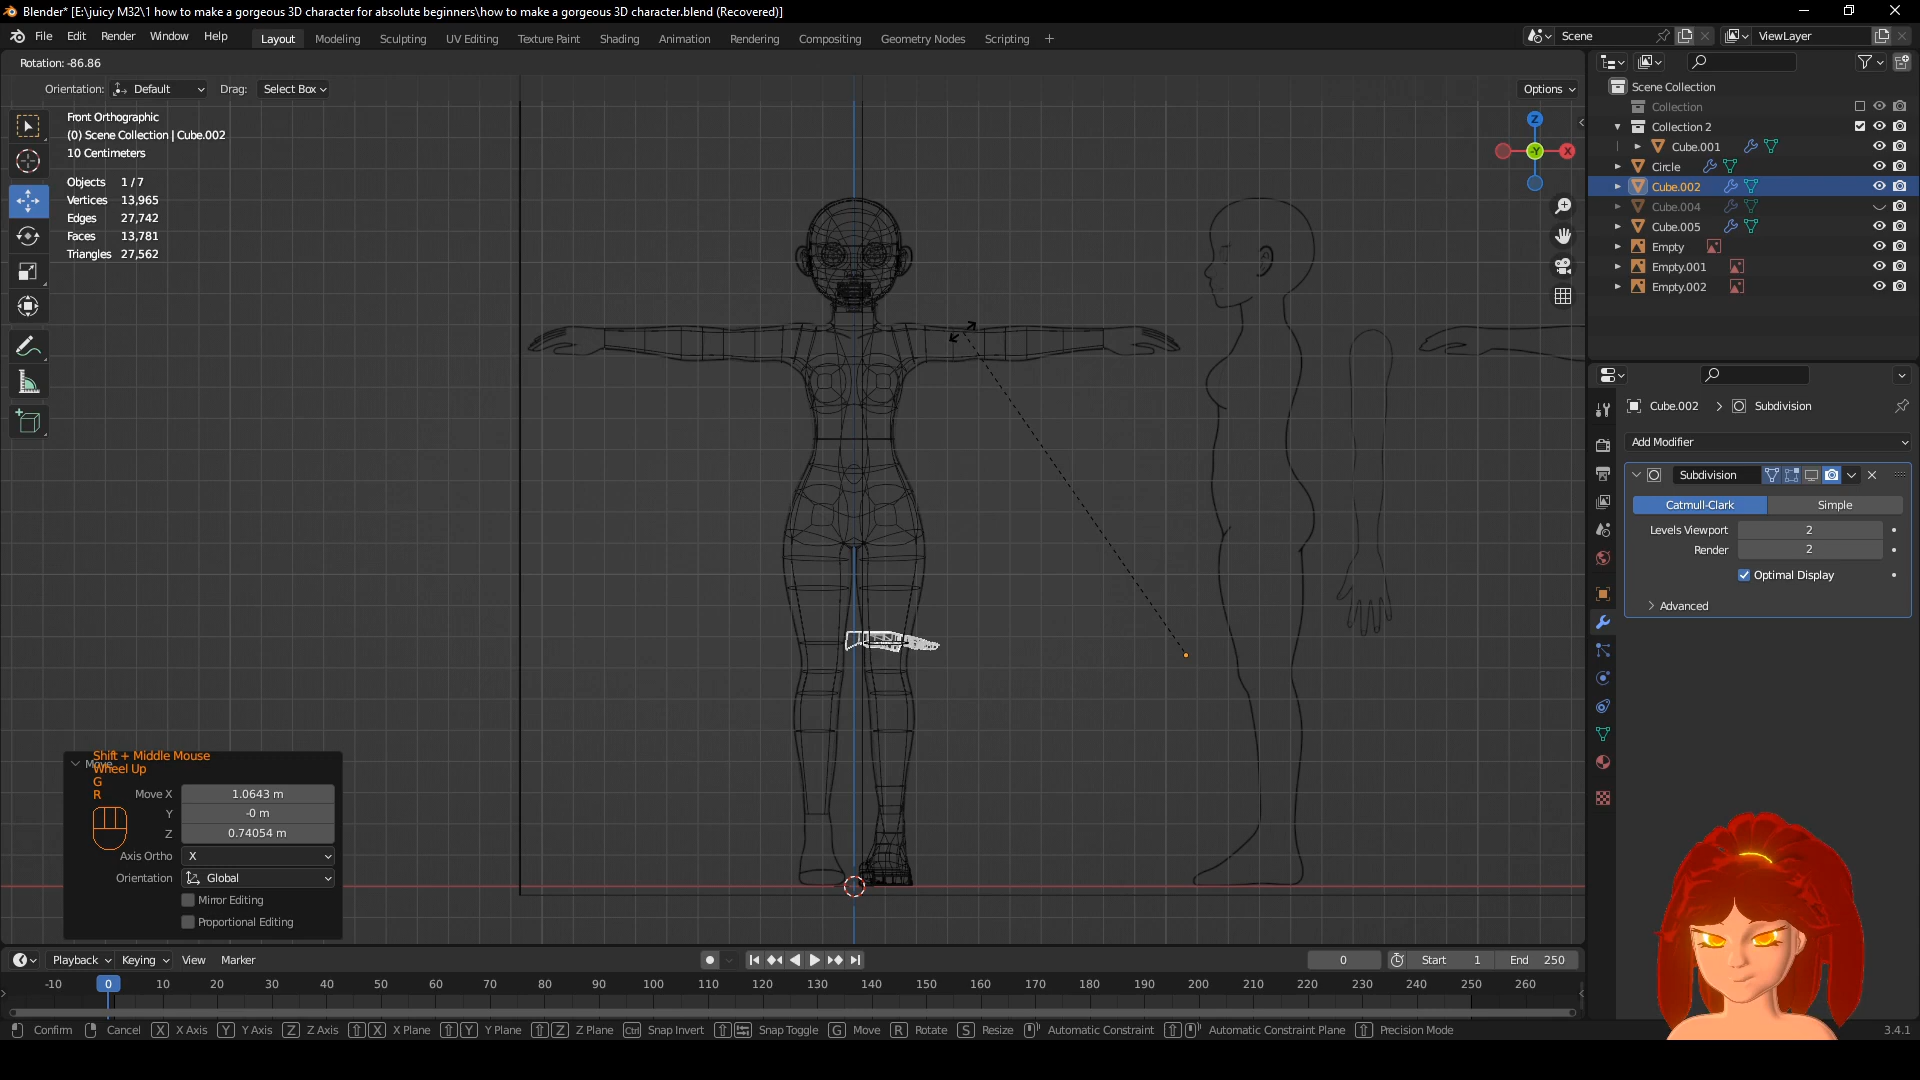 Blender* [E:\juicy M32\1 how to make a gorgeous 3D character for absolute beginners\how to make a gorgeous 3D character.blend (Recovered)]
File Edit Render Window Help Layout Modeling Sculpting UV Editing Texture Paint Shading Animation Rendering Compositing Geometry Nodes Scripting + Scene ViewLayer
Rotation: -86.86
Orientation: Default Drag: Select Box Options
Front Orthographic
(0) Scene Collection | Cube.002
10 Centimeters
Objects 1/7
Vertices 13,965
Edges 27,742
Faces 13,781
Triangles 27,562
Z
-Y
X
Scene Collection
Collection
Collection 2
Cube.001
Circle
Cube.002
Cube.004
Cube.005
Empty
Empty.001
Empty.002
Cube.002 > Subdivision
Add Modifier
Subdivision
Catmull-Clark Simple
Levels Viewport 2
Render 2
Optimal Display
Advanced
Shift + Middle Mouse
Move
Wheel Up
G
R
Move X 1.0643 m
Y -0 m
Z 0.74054 m
Axis Ortho X
Orientation Global
Mirror Editing
Proportional Editing
Playback Keying View Marker 0 Start 1 End 250
-10 0 10 20 30 40 50 60 70 80 90 100 110 120 130 140 150 160 170 180 190 200 210 220 230 240 250 260
Confirm Cancel X X Axis Y Y Axis Z Z Axis X X Plane Y Y Plane Z Z Plane Ctrl Snap Invert Snap Toggle G Move R Rotate S Resize Automatic Constraint Automatic Constraint Plane Precision Mode 3.4.1